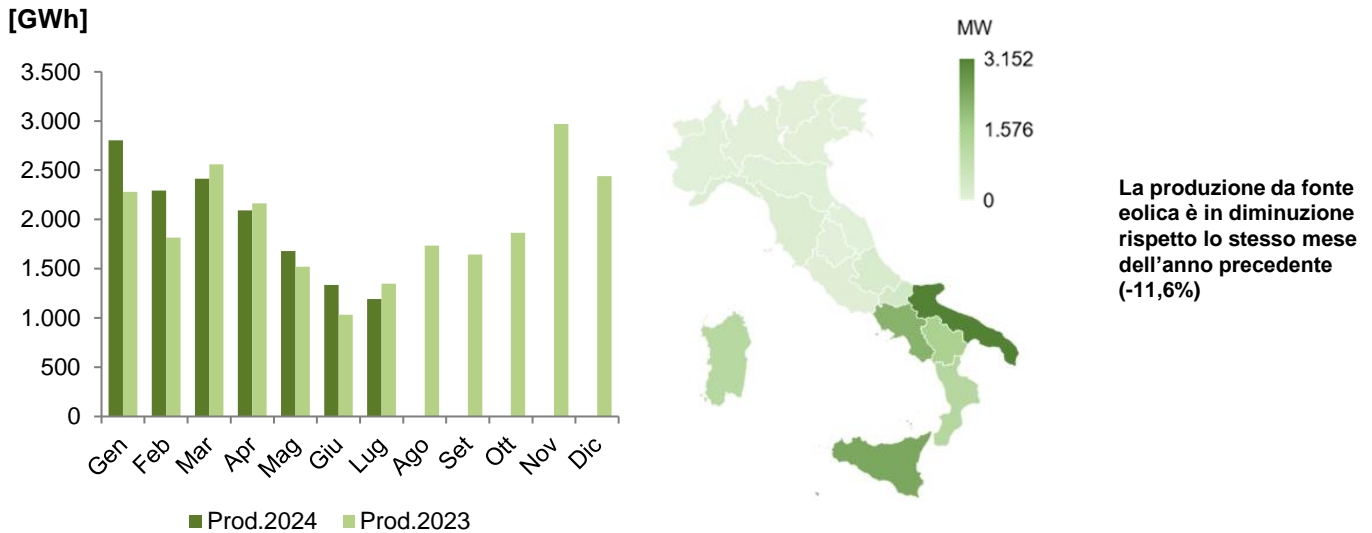 [GWh]
3.500
3.000
2.500
2.000
1.500
1.000
500
0
Gen
Feb
Mar
Apr
Mag
Giu
Lug
Ago
Set
Ott
Nov
Dic
Prod.2024
Prod.2023
MW
3.152
1.576
0
La produzione da fonte
eolica è in diminuzione
rispetto lo stesso mese
dell'anno precedente
(-11,6%)